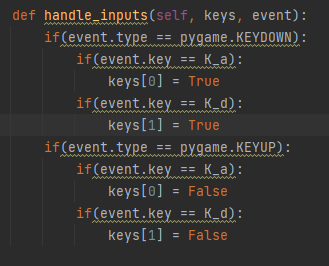 def handle_inputs(self, keys, event):
    if(event.type == pygame.KEYDOWN):
        if(event.key == K_a):
            keys[0] = True
        if(event.key == K_d):
            keys[1] = True
    if(event.type == pygame.KEYUP):
        if(event.key == K_a):
            keys[0] = False
        if(event.key == K_d):
            keys[1] = False